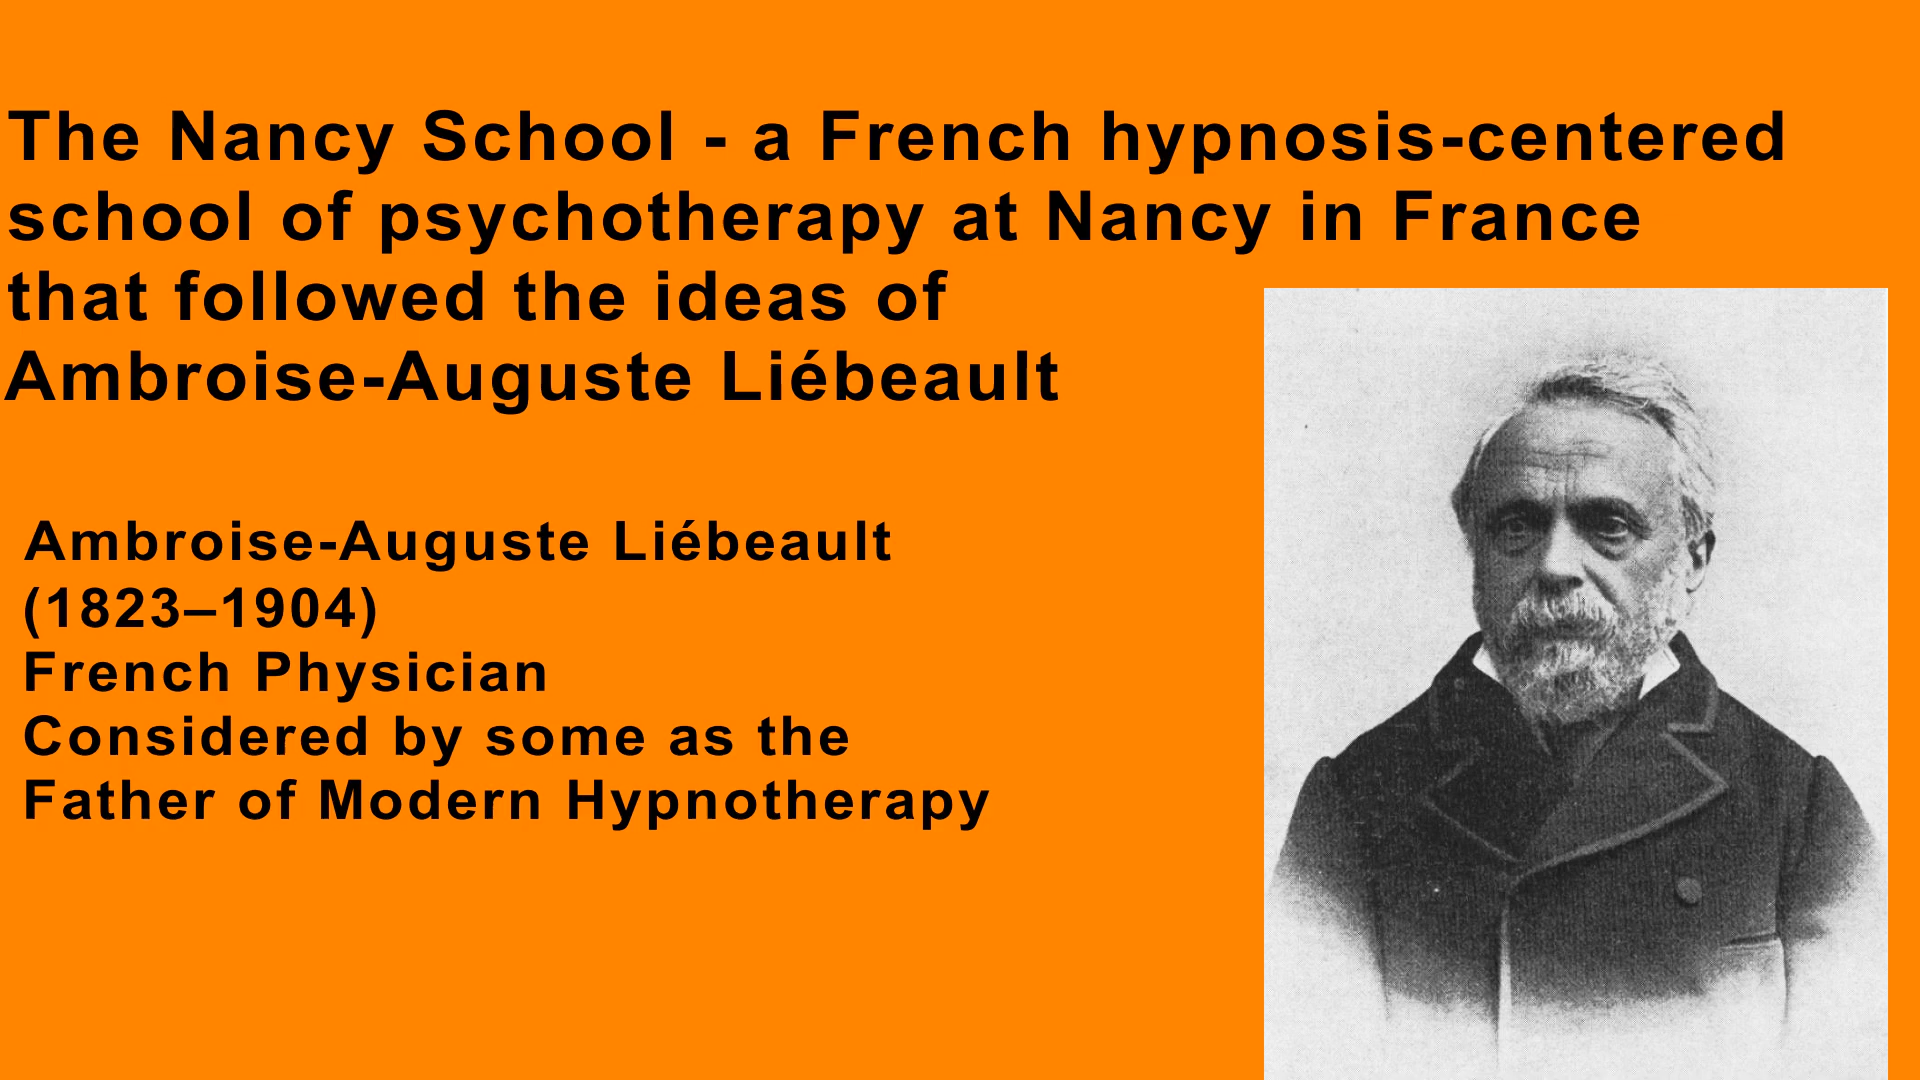 The Nancy School - a French hypnosis-centered
school of psychotherapy at Nancy in France
that followed the ideas of
Ambroise-Auguste Liébeault
Ambroise-Auguste Liébeault
(1823–1904)
French Physician
Considered by some as the
Father of Modern Hypnotherapy